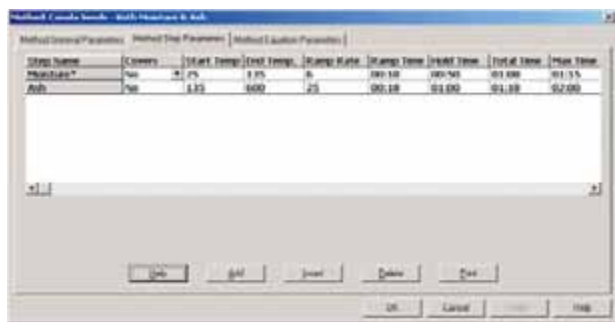 Method: Canola Seeds - Both Moisture & Ash
Method General Parameters Method Step Parameters Method Equation Parameters
Step Name Covers Start Temp End Temp. Ramp Rate Ramp Time Hold Time Total Time Max Time
Moisture* No 25 135 6 00:10 00:50 01:00 01:15
Ash No 135 600 25 00:18 01:00 01:18 02:00
Add Insert Delete Print
OK Cancel Help